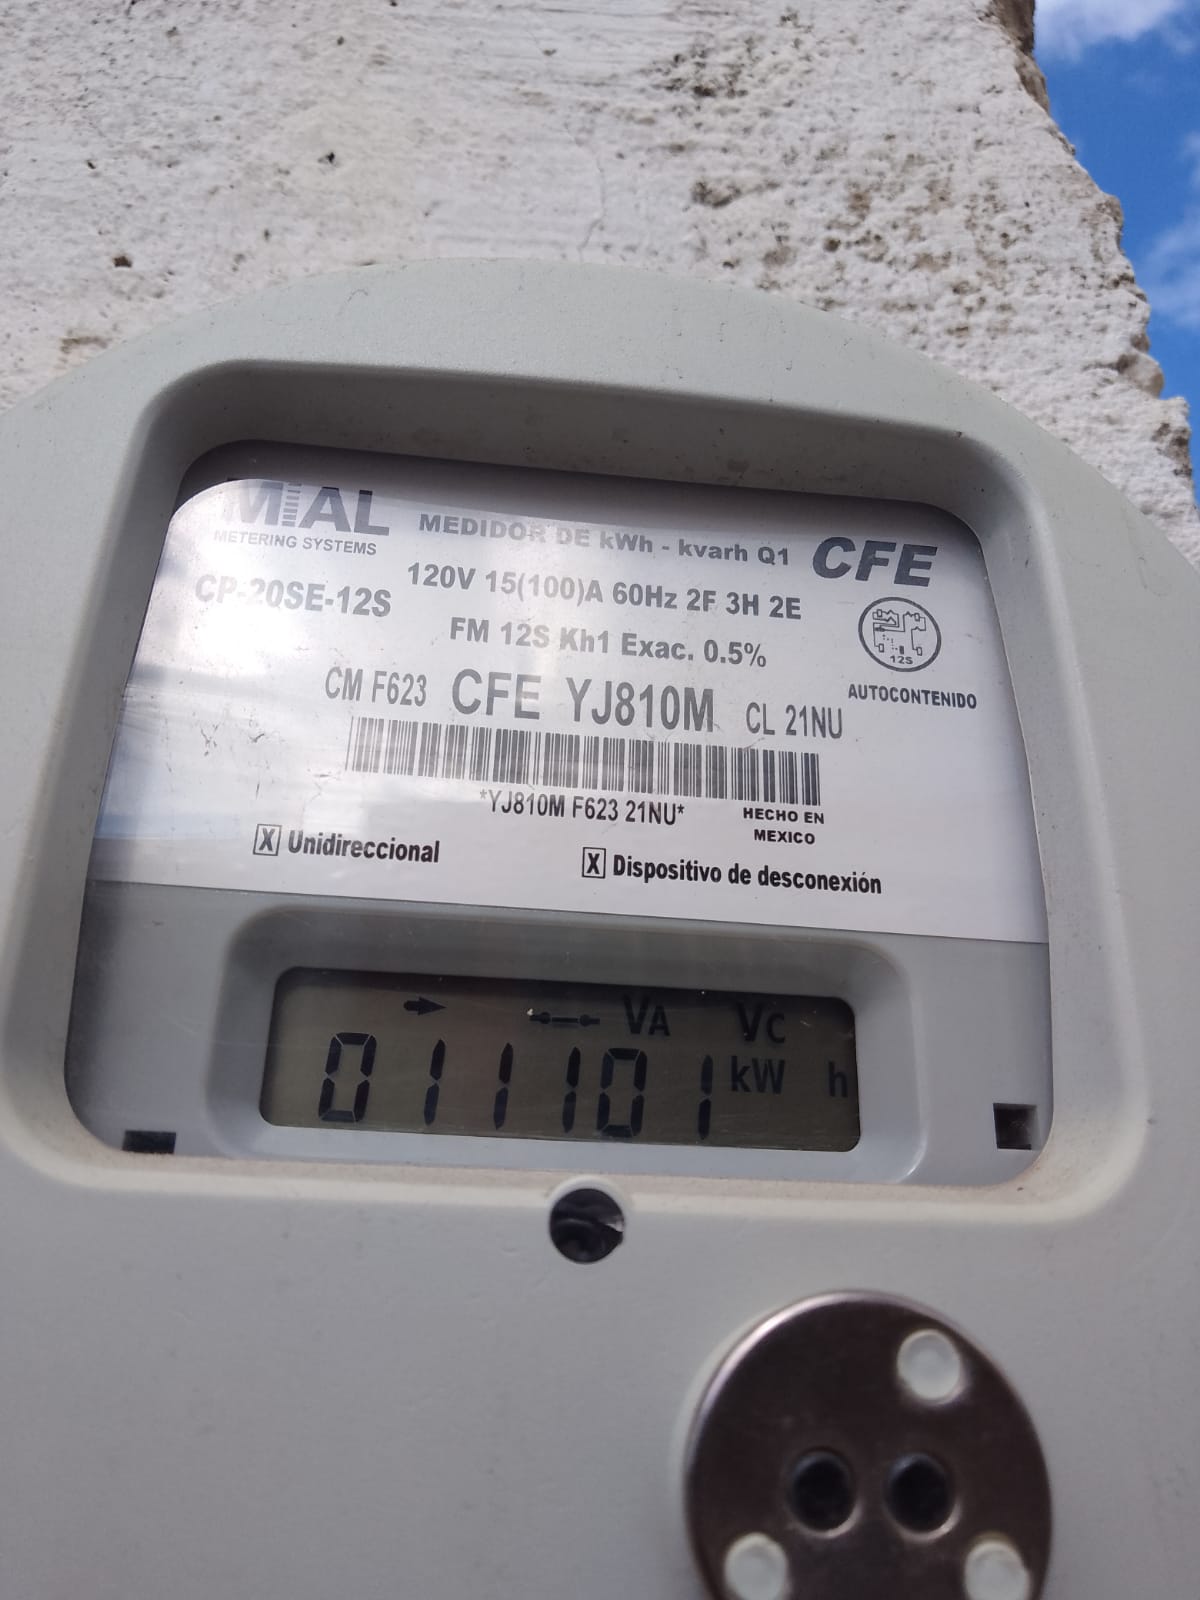 MIAL
METERING SYSTEMS
MEDIDOR DE kWh - kvarh Q1
CFE
CP-20SE-12S
120V 15(100)A 60Hz 2F 3H 2E
FM 12S Kh1 Exac. 0.5%
12S
AUTOCONTENIDO
CM F623 CFE YJ810M CL 21NU
*YJ810M F623 21NU*
HECHO EN
MEXICO
X Unidireccional
X Dispositivo de desconexión
VA VC
011101 kW h